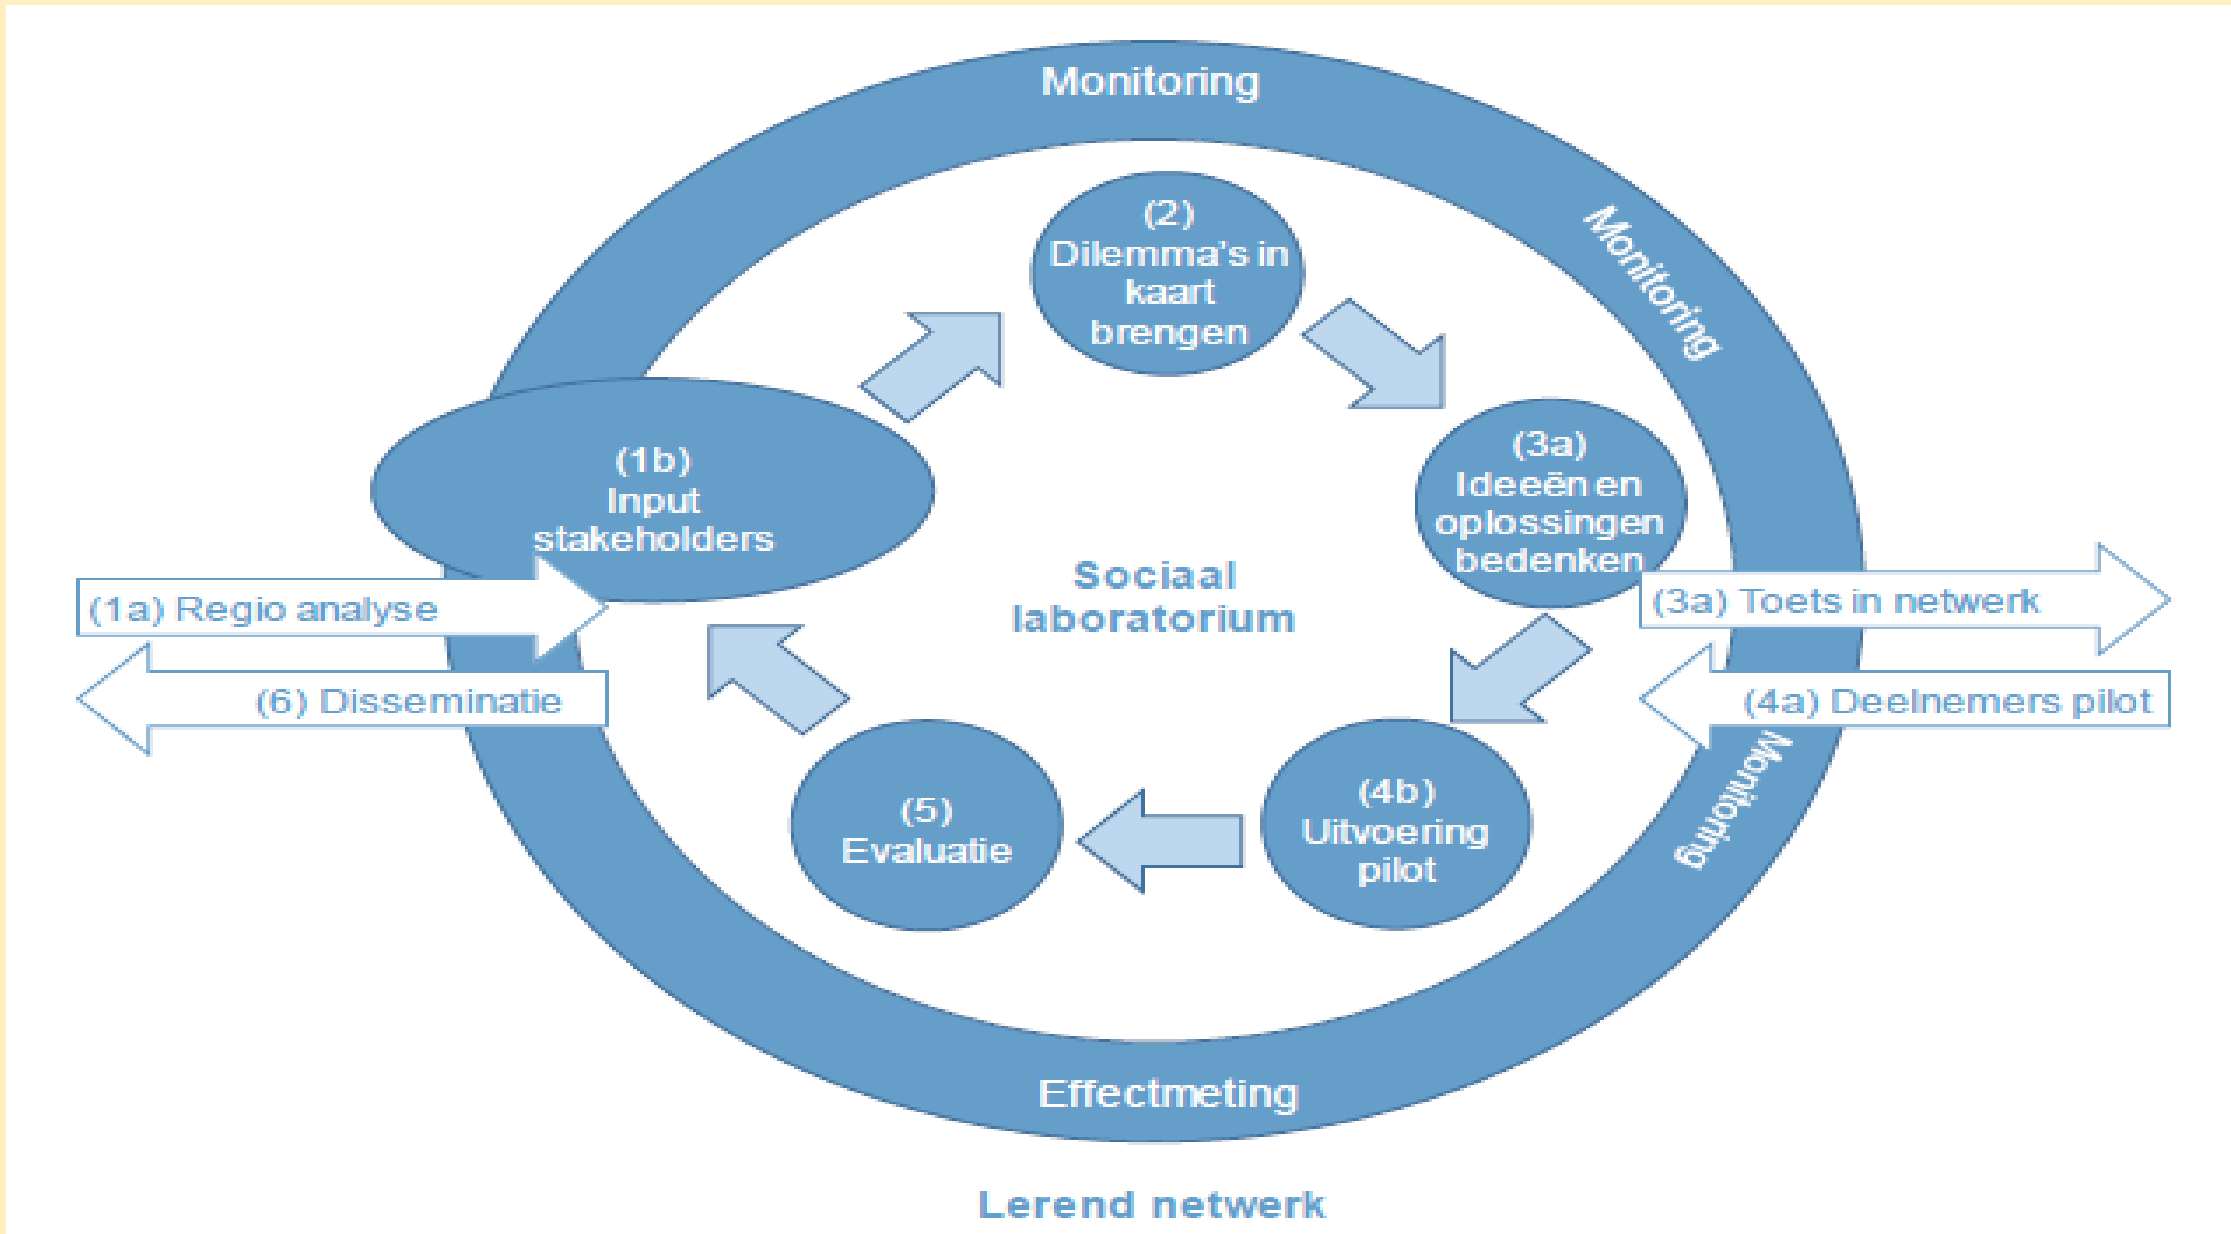 Monitoring
Monitoring
(2)
Dilemma's in
kaart
brengen
(1b)
Input
stakeholders
(3a)
Ideeën en
oplossingen
bedenken
Sociaal
laboratorium
(1a) Regio analyse
(3a) Toets in netwerk
(6) Disseminatie
(4a) Deelnemers pilot
Monitoring
(5)
Evaluatie
(4b)
Uitvoering
pilot
Effectmeting
Lerend netwerk